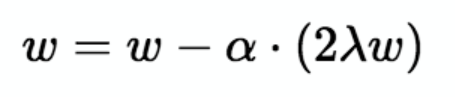 w = w − α · (2λw)